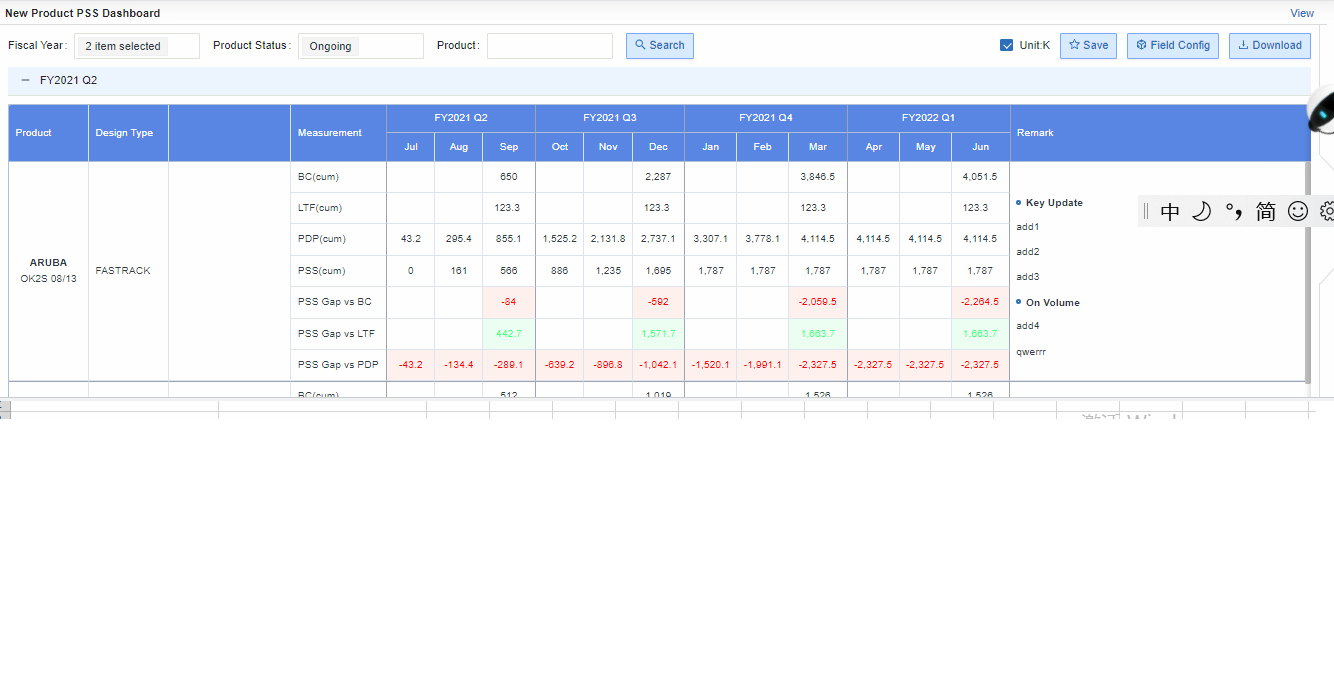 New Product PSS Dashboard View
Fiscal Year: 2 item selected Product Status: Ongoing Product: Search Unit:K Save Field Config Download
FY2021 Q2
Product Design Type Measurement FY2021 Q2 FY2021 Q3 FY2021 Q4 FY2022 Q1 Remark
Jul Aug Sep Oct Nov Dec Jan Feb Mar Apr May Jun
BC(cum) 650 2,287 3,846.5 4,051.5
LTF(cum) 123.3 123.3 123.3 123.3
PDP(cum) 43.2 295.4 855.1 1,525.2 2,131.8 2,737.1 3,307.1 3,778.1 4,114.5 4,114.5 4,114.5 4,114.5
PSS(cum) 0 161 566 886 1,235 1,695 1,787 1,787 1,787 1,787 1,787 1,787
PSS Gap vs BC -84 -592 -2,059.5 -2,264.5
PSS Gap vs LTF 442.7 1,571.7 1,663.7 1,663.7
PSS Gap vs PDP -43.2 -134.4 -289.1 -639.2 -896.8 -1,042.1 -1,520.1 -1,991.1 -2,327.5 -2,327.5 -2,327.5 -2,327.5
ARUBA
OK2S 08/13
FASTRACK
Key Update
add1
add2
add3
On Volume
add4
qwerrr
中 °, 简
BC(cum) 512 1,019 1,526 1,526